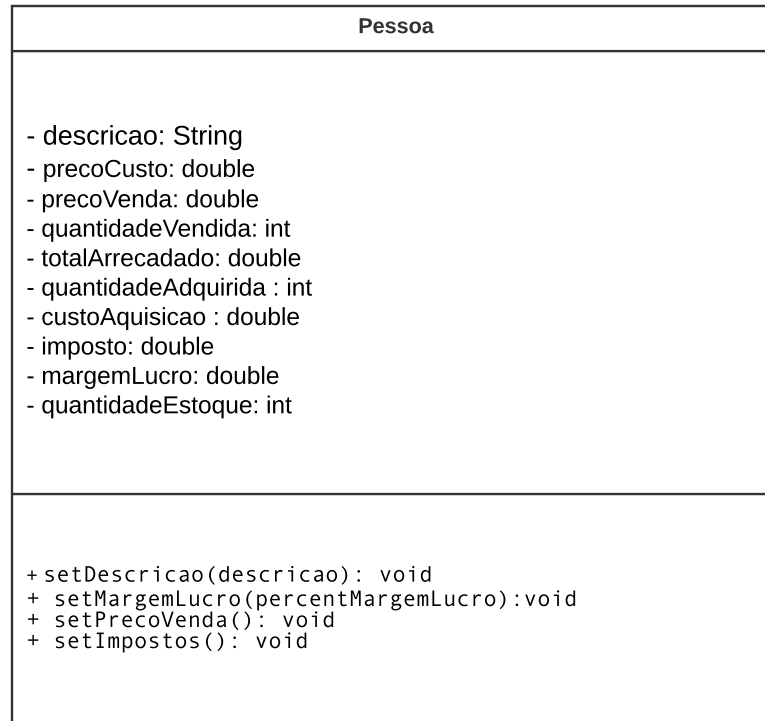 Pessoa
- descricao: String
- precoCusto: double
- precoVenda: double
- quantidadeVendida: int
- totalArrecadado: double
- quantidadeAdquirida : int
- custoAquisicao : double
- imposto: double
- margemLucro: double
- quantidadeEstoque: int
+ setDescricao(descricao): void
+ setMargemLucro(percentMargemLucro):void
+ setPrecoVenda(): void
+ setImpostos(): void